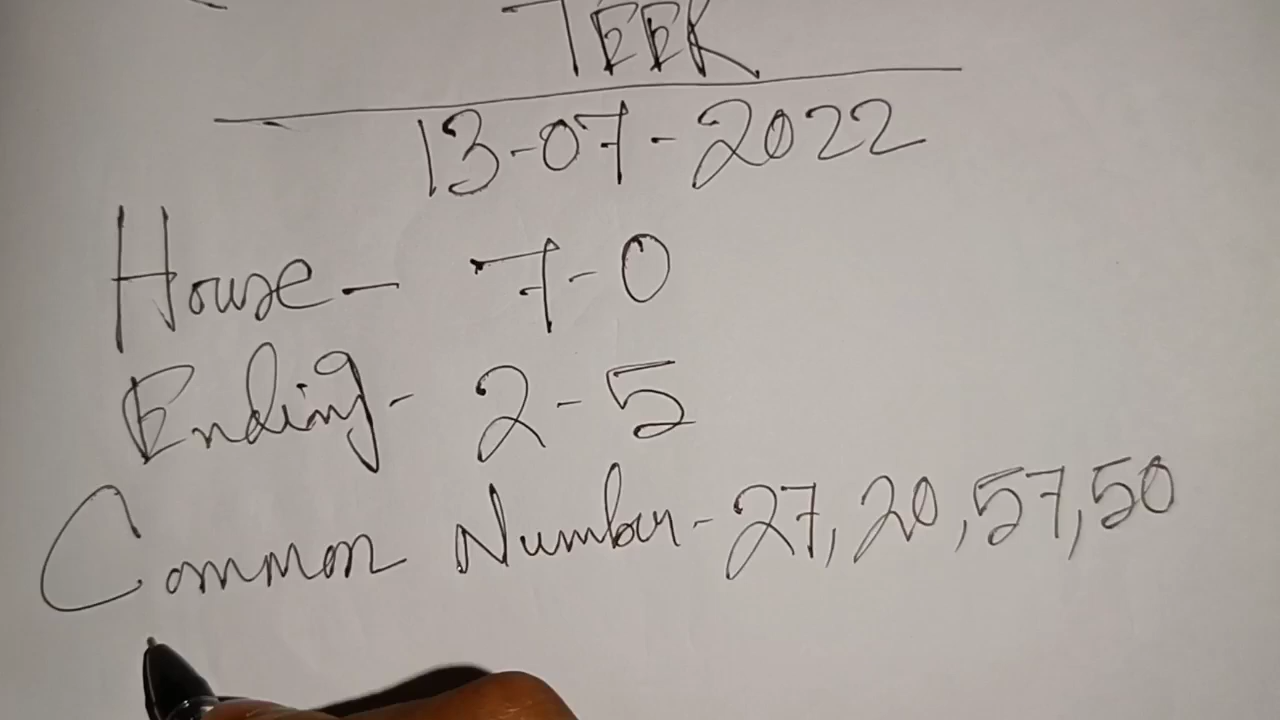 TEER
13-07-2022
House - 7-0
Ending - 2-5
Common Number - 27, 20, 57, 50